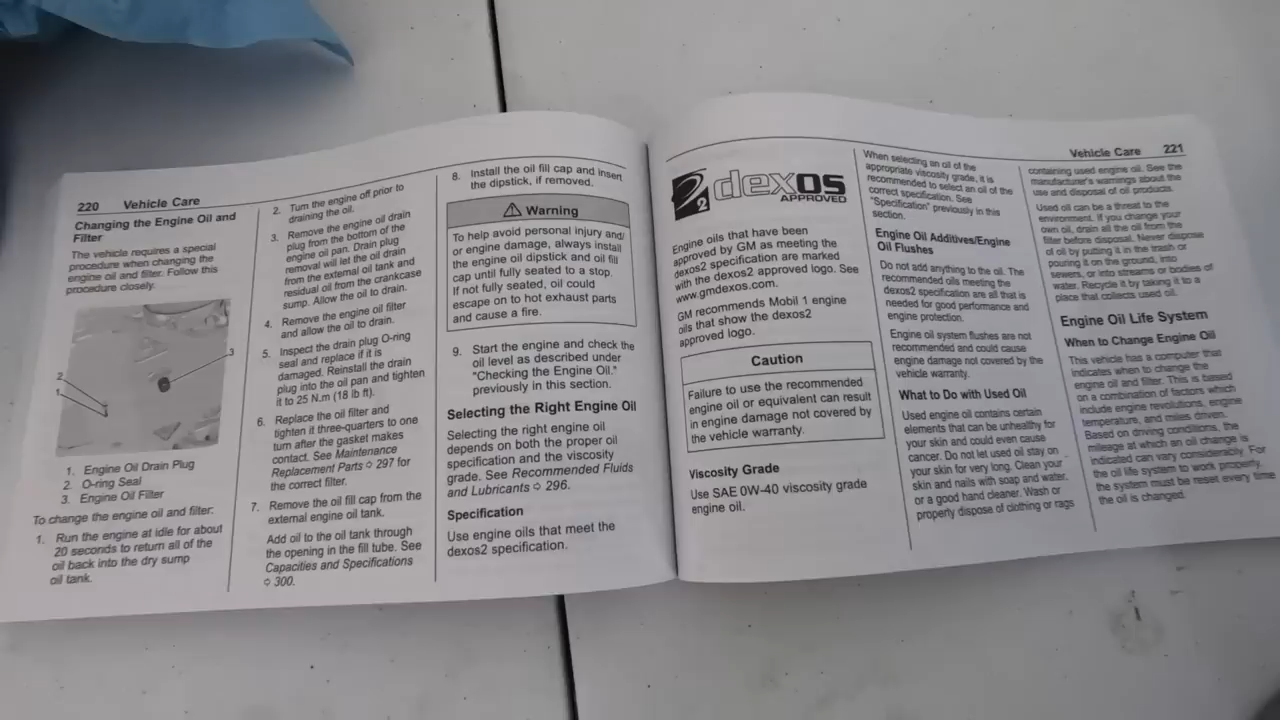 220 Vehicle Care
Changing the Engine Oil and
Filter
The vehicle requires a special
procedure when changing the
engine oil and filter. Follow this
procedure closely.
3
2
1
1. Engine Oil Drain Plug
2. O-ring Seal
3. Engine Oil Filter
To change the engine oil and filter:
1. Run the engine at idle for about
20 seconds to return all of the
oil back into the dry sump
oil tank.
2. Turn the engine off prior to
draining the oil.
3. Remove the engine oil drain
plug from the bottom of the
engine oil pan. Drain plug
removal will let the oil drain
from the external oil tank and
residual oil from the crankcase
sump. Allow the oil to drain.
4. Remove the engine oil filter
and allow the oil to drain.
5. Inspect the drain plug O-ring
seal and replace if it is
damaged. Reinstall the drain
plug into the oil pan and tighten
it to 25 N.m (18 lb ft).
6. Replace the oil filter and
tighten it three-quarters to one
turn after the gasket makes
contact. See Maintenance
Replacement Parts ➪ 297 for
the correct filter.
7. Remove the oil fill cap from the
external engine oil tank.
Add oil to the oil tank through
the opening in the fill tube. See
Capacities and Specifications
➪ 300.
8. Install the oil fill cap and insert
the dipstick, if removed.
⚠ Warning
To help avoid personal injury and/
or engine damage, always install
the engine oil dipstick and oil fill
cap until fully seated to a stop.
If not fully seated, oil could
escape on to hot exhaust parts
and cause a fire.
9. Start the engine and check the
oil level as described under
"Checking the Engine Oil."
previously in this section.
Selecting the Right Engine Oil
Selecting the right engine oil
depends on both the proper oil
specification and the viscosity
grade. See Recommended Fluids
and Lubricants ➪ 296.
Specification
Use engine oils that meet the
dexos2 specification.
Vehicle Care 221
2 dexos
APPROVED
Engine oils that have been
approved by GM as meeting the
dexos2 specification are marked
with the dexos2 approved logo. See
www.gmdexos.com.
GM recommends Mobil 1 engine
oils that show the dexos2
approved logo.
Caution
Failure to use the recommended
engine oil or equivalent can result
in engine damage not covered by
the vehicle warranty.
Viscosity Grade
Use SAE 0W-40 viscosity grade
engine oil.
When selecting an oil of the
appropriate viscosity grade, it is
recommended to select an oil of the
correct specification. See
"Specification" previously in this
section.
Engine Oil Additives/Engine
Oil Flushes
Do not add anything to the oil. The
recommended oils meeting the
dexos2 specification are all that is
needed for good performance and
engine protection.
Engine oil system flushes are not
recommended and could cause
engine damage not covered by the
vehicle warranty.
What to Do with Used Oil
Used engine oil contains certain
elements that can be unhealthy for
your skin and could even cause
cancer. Do not let used oil stay on
your skin for very long. Clean your
skin and nails with soap and water,
or a good hand cleaner. Wash or
properly dispose of clothing or rags
containing used engine oil. See the
manufacturer's warnings about the
use and disposal of oil products.
Used oil can be a threat to the
environment. If you change your
own oil, drain all the oil from the
filter before disposal. Never dispose
of oil by putting it in the trash or
pouring it on the ground, into
sewers, or into streams or bodies of
water. Recycle it by taking it to a
place that collects used oil.
Engine Oil Life System
When to Change Engine Oil
This vehicle has a computer that
indicates when to change the
engine oil and filter. This is based
on a combination of factors which
include engine revolutions, engine
temperature, and miles driven.
Based on driving conditions, the
mileage at which an oil change is
indicated can vary considerably. For
the oil life system to work properly,
the system must be reset every time
the oil is changed.